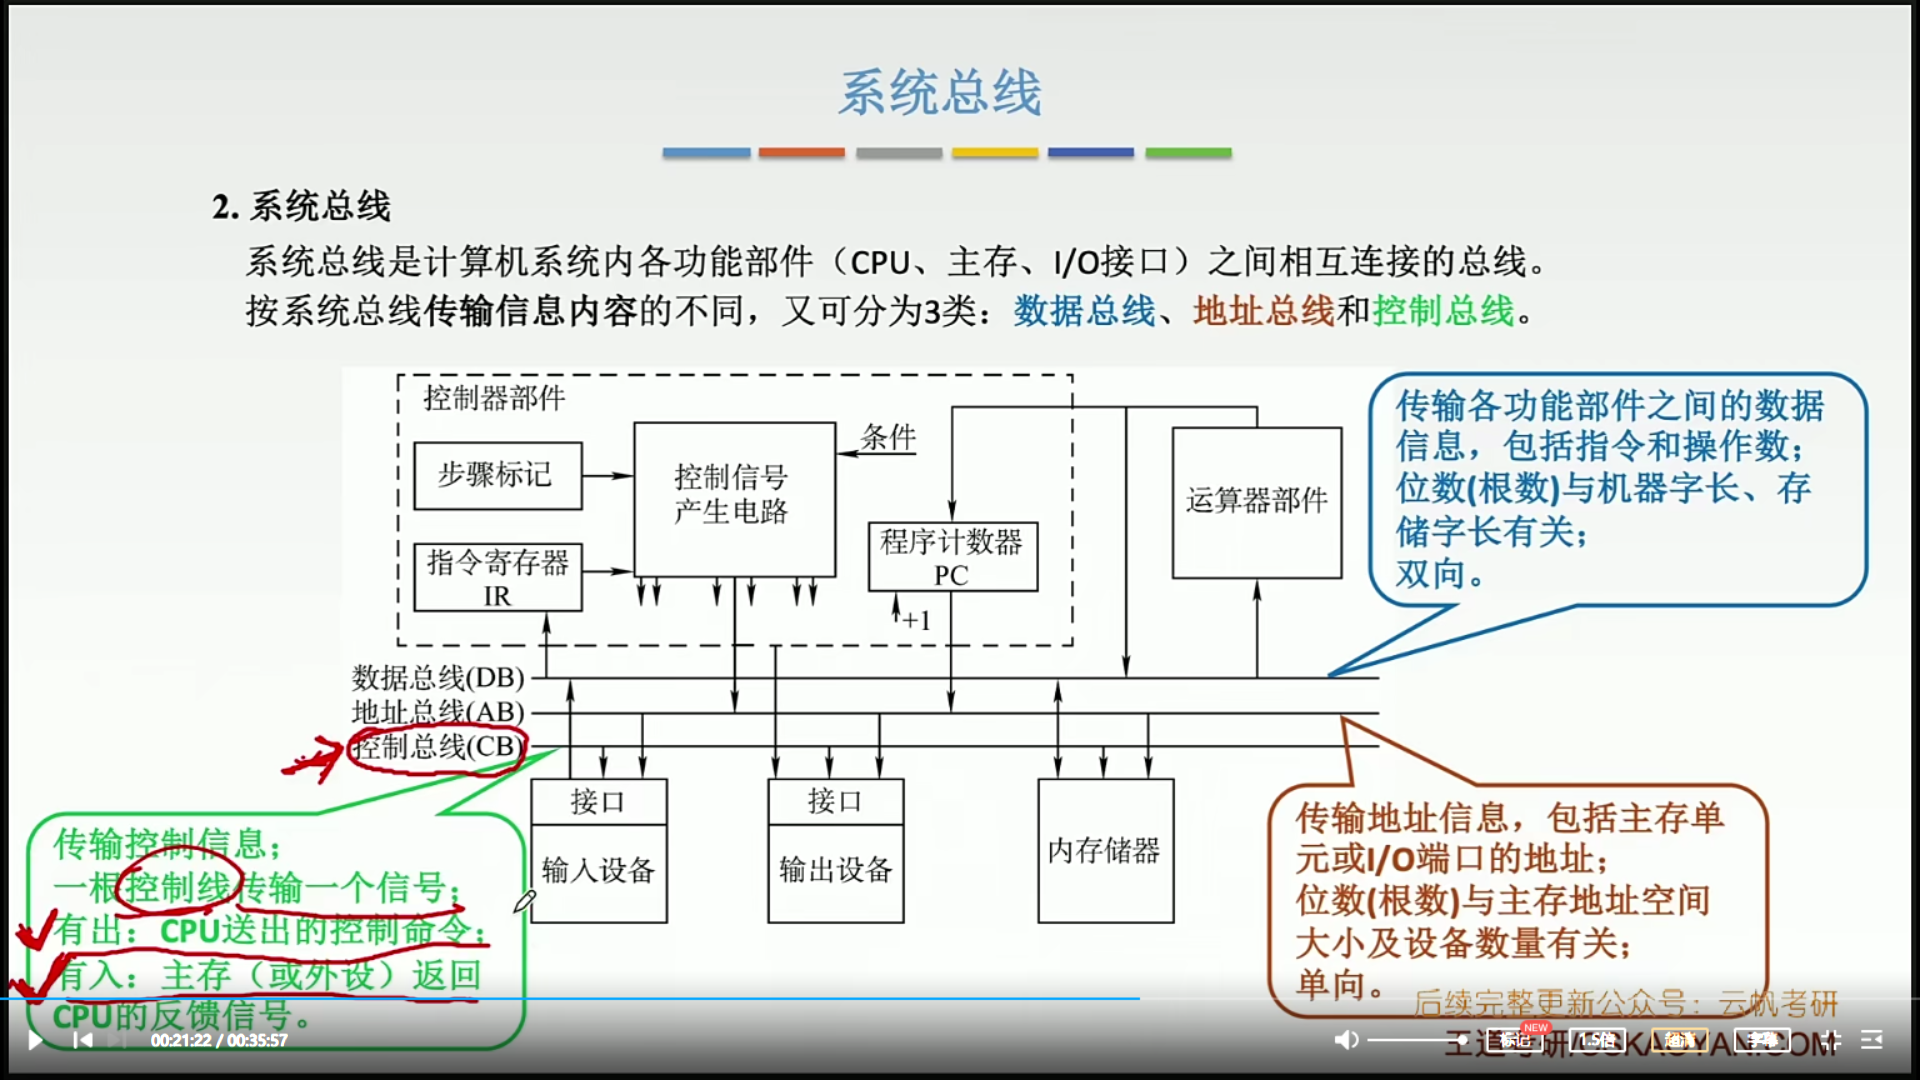 系统总线
2. 系统总线
系统总线是计算机系统内各功能部件（CPU、主存、I/O接口）之间相互连接的总线。
按系统总线传输信息内容的不同，又可分为3类：数据总线、地址总线和控制总线。
控制器部件
步骤标记
控制信号
产生电路
条件
指令寄存器
IR
程序计数器
PC
+1
运算器部件
传输各功能部件之间的数据
信息，包括指令和操作数；
位数(根数)与机器字长、存
储字长有关；
双向。
数据总线(DB)
地址总线(AB)
控制总线(CB)
接口
输入设备
接口
输出设备
内存储器
传输控制信息；
一根控制线传输一个信号；
有出：CPU送出的控制命令；
有入：主存（或外设）返回
CPU的反馈信号。
传输地址信息，包括主存单
元或I/O端口的地址；
位数(根数)与主存地址空间
大小及设备数量有关；
单向。
后续完整更新公众号：云帆考研
王道考研/CSKAOYAN.COM
00:21:22 / 00:35:57
标记
NEW
1.5倍
超清
字幕